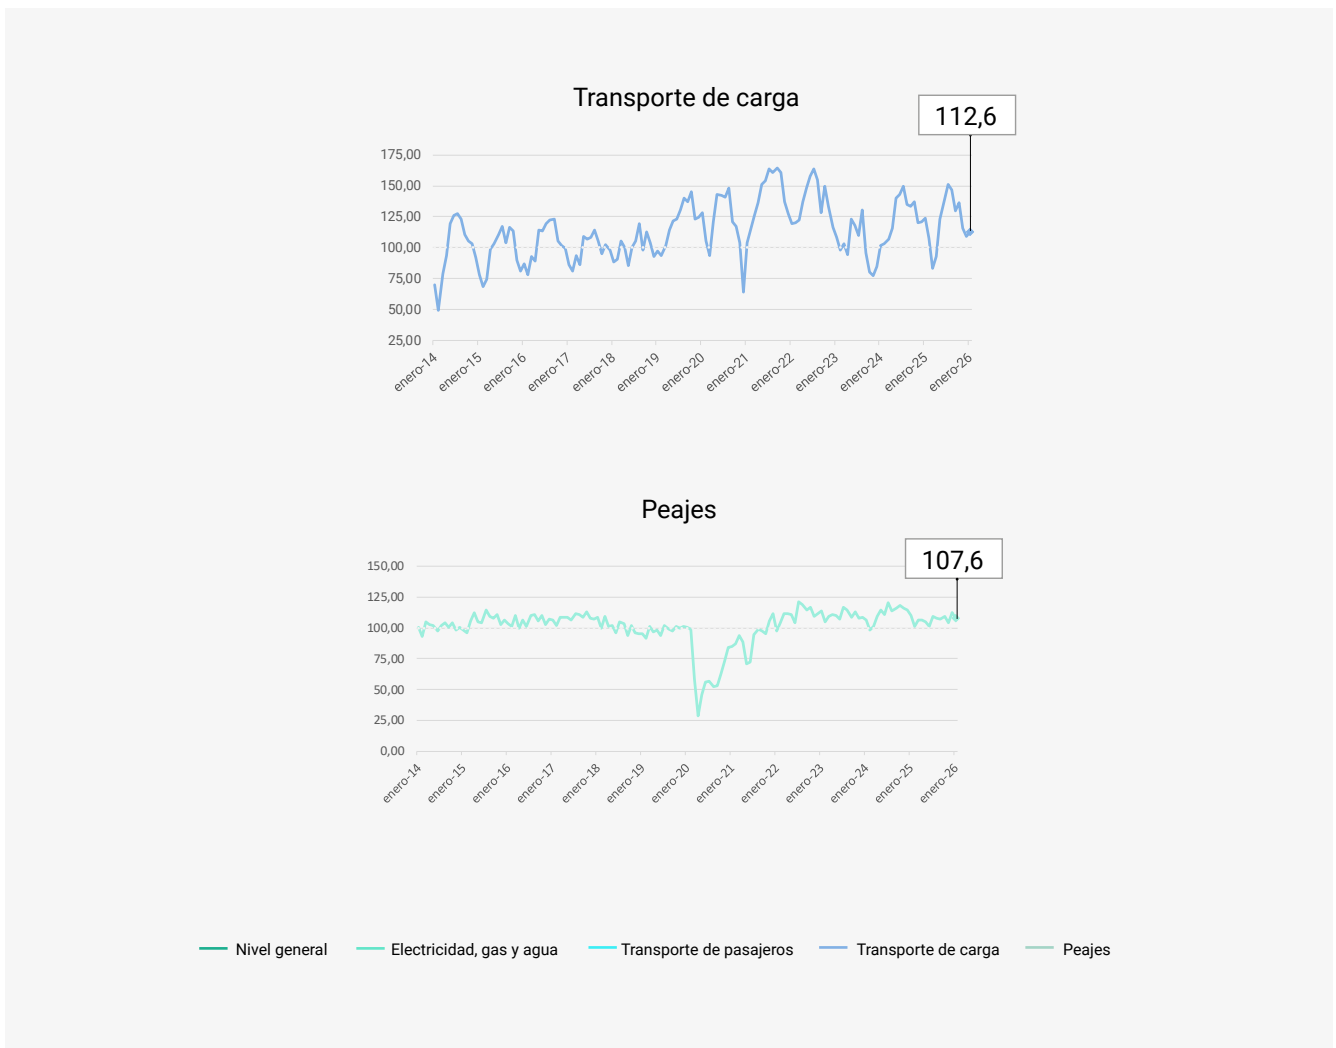 Transporte de carga
112,6
175,00
150,00
125,00
100,00
75,00
50,00
25,00
enero-14
enero-15
enero-16
enero-17
enero-18
enero-19
enero-20
enero-21
enero-22
enero-23
enero-24
enero-25
enero-26
Peajes
107,6
150,00
125,00
100,00
75,00
50,00
25,00
0,00
enero-14
enero-15
enero-16
enero-17
enero-18
enero-19
enero-20
enero-21
enero-22
enero-23
enero-24
enero-25
enero-26
Nivel general Electricidad, gas y agua Transporte de pasajeros Transporte de carga Peajes